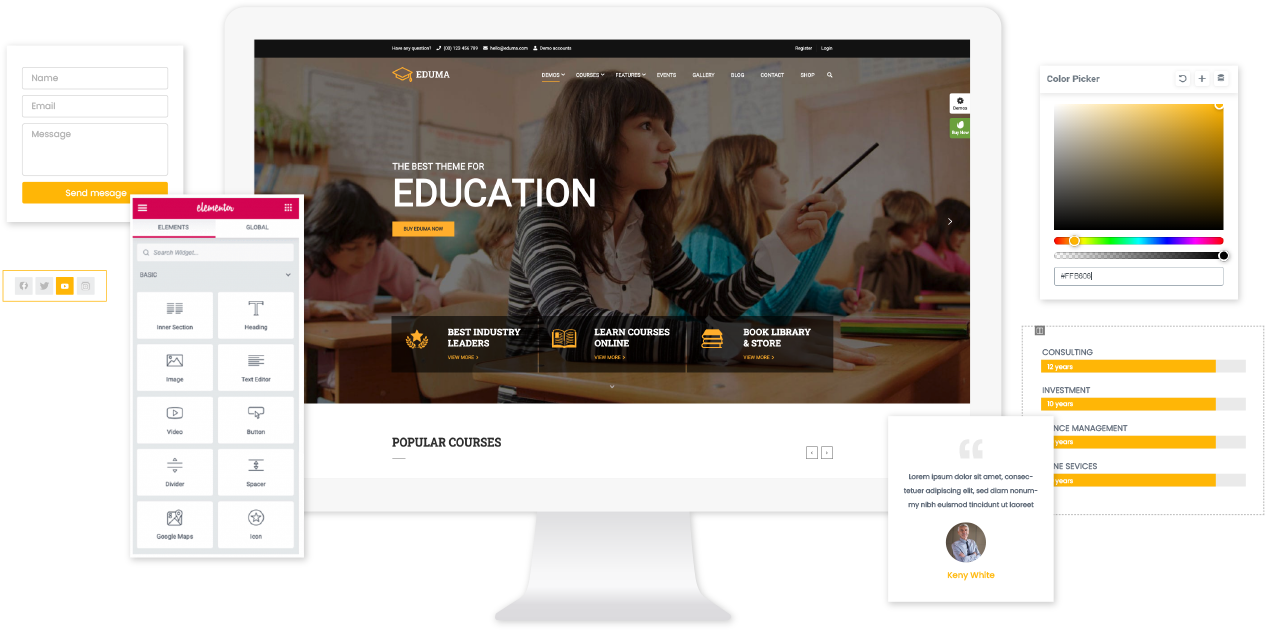 Name
Email
Message
Send mesage
elementor
ELEMENTS GLOBAL
Search Widget...
BASIC
Inner Section Heading
Image Text Editor
Video Button
Divider Spacer
Google Maps Icon
Have any question? (00) 123 456 789 hello@eduma.com Demo accounts Register Login
EDUMA DEMOS COURSES FEATURES EVENTS GALLERY BLOG CONTACT SHOP
Demos
Buy Now
THE BEST THEME FOR
EDUCATION
BUY EDUMA NOW
BEST INDUSTRY
LEADERS
VIEW MORE >
LEARN COURSES
ONLINE
VIEW MORE >
BOOK LIBRARY
& STORE
VIEW MORE >
POPULAR COURSES
Lorem ipsum dolor sit amet, consec-
tetuer adipiscing elit, sed diam nonum-
my nibh euismod tincidunt ut laoreet
Keny White
Color Picker
#FFB606
CONSULTING
12 years
INVESTMENT
10 years
NCE MANAGEMENT
years
NE SEVICES
years